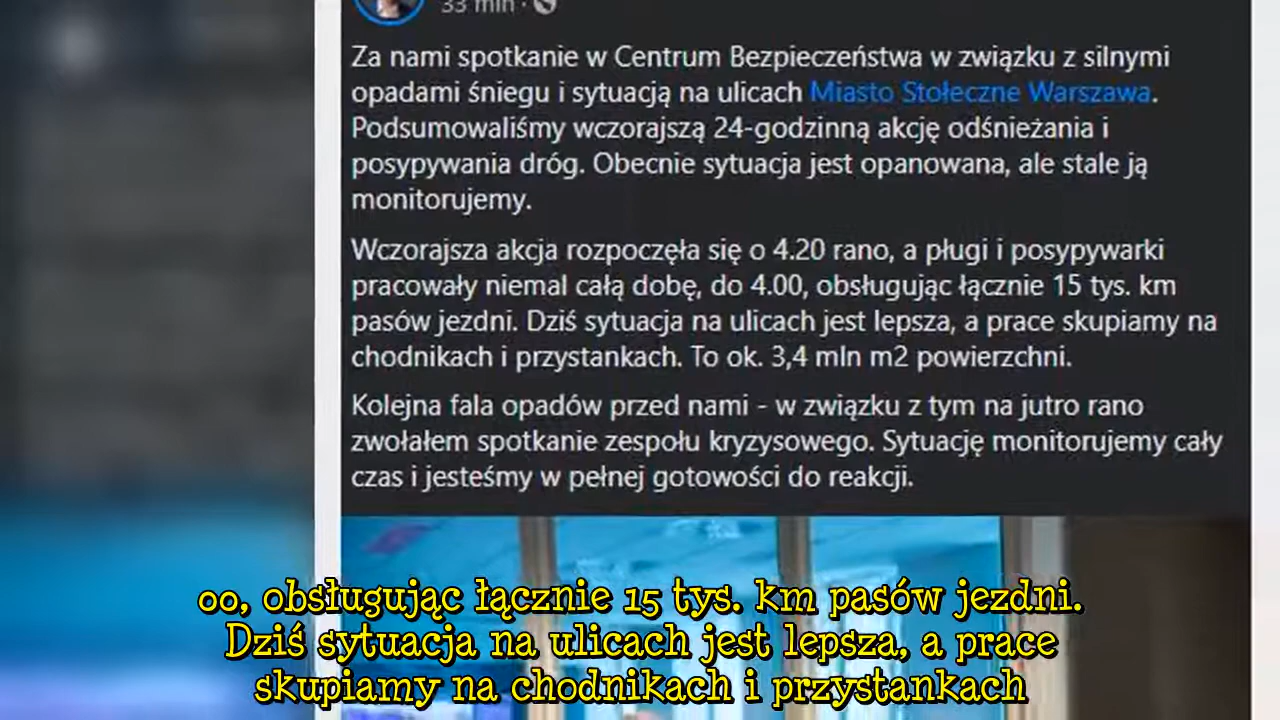 33 min ·
Za nami spotkanie w Centrum Bezpieczeństwa w związku z silnymi
opadami śniegu i sytuacją na ulicach Miasto Stołeczne Warszawa.
Podsumowaliśmy wczorajszą 24-godzinną akcję odśnieżania i
posypywania dróg. Obecnie sytuacja jest opanowana, ale stale ją
monitorujemy.
Wczorajsza akcja rozpoczęła się o 4.20 rano, a pługi i posypywarki
pracowały niemal całą dobę, do 4.00, obsługując łącznie 15 tys. km
pasów jezdni. Dziś sytuacja na ulicach jest lepsza, a prace skupiamy na
chodnikach i przystankach. To ok. 3,4 mln m2 powierzchni.
Kolejna fala opadów przed nami - w związku z tym na jutro rano
zwołałem spotkanie zespołu kryzysowego. Sytuację monitorujemy cały
czas i jesteśmy w pełnej gotowości do reakcji.
00, obsługując łącznie 15 tys. km pasów jezdni.
Dziś sytuacja na ulicach jest lepsza, a prace
skupiamy na chodnikach i przystankach